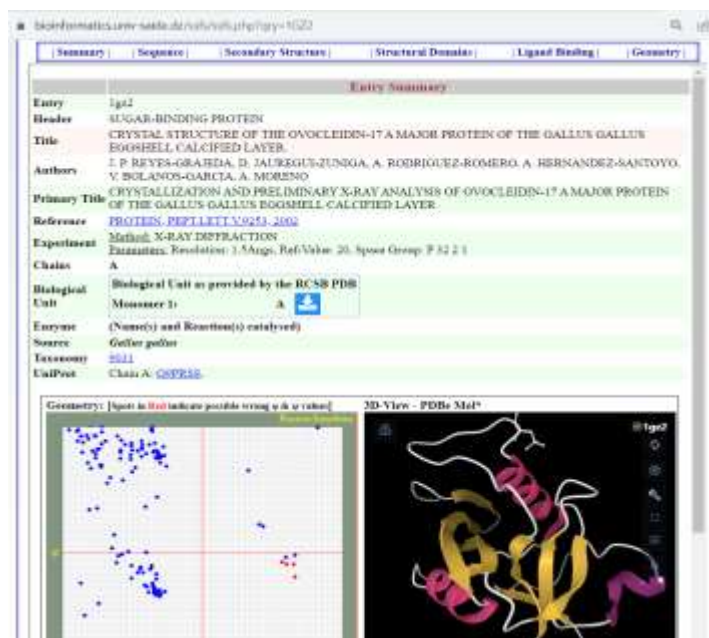 bioinformatics.univ-saida.dz/
| Summary | | Sequence | | Secondary Structure | | Structural Domains | | Ligand Binding | | Geometry |
Entry Summary
Entry 1gz2
Header SUGAR-BINDING PROTEIN
Title CRYSTAL STRUCTURE OF THE OVOCLEIDIN-17 A MAJOR PROTEIN OF THE GALLUS GALLUS
EGGSHELL CALCIFIED LAYER.
Authors J. P. REYES-GRAJEDA, D. JAUREGUI-ZUNIGA, A. RODRIGUEZ-ROMERO, A. HERNANDEZ-SANTOYO,
V. BOLANOS-GARCIA, A. MORENO
Primary Title CRYSTALLIZATION AND PRELIMINARY X-RAY ANALYSIS OF OVOCLEIDIN-17 A MAJOR PROTEIN
OF THE GALLUS GALLUS EGGSHELL CALCIFIED LAYER
Reference PROTEIN. PEPT.LETT V.9253, 2002
Experiment Method: X-RAY DIFFRACTION
Parameters: Resolution: 1.5Angs, Ref.Value: 20, Space Group: P 32 2 1
Chains A
Biological Unit Biological Unit as provided by the RCSB PDB
Monomer 1: A
Enzyme (Name(s) and Reaction(s) catalysed)
Source Gallus gallus
Taxonomy 9031
UniProt Chain A: Q9PRS8.
Geometry: [Spots in Red indicate possible wrong φ & ψ values]
3D-View - PDBe Mol*
1gz2